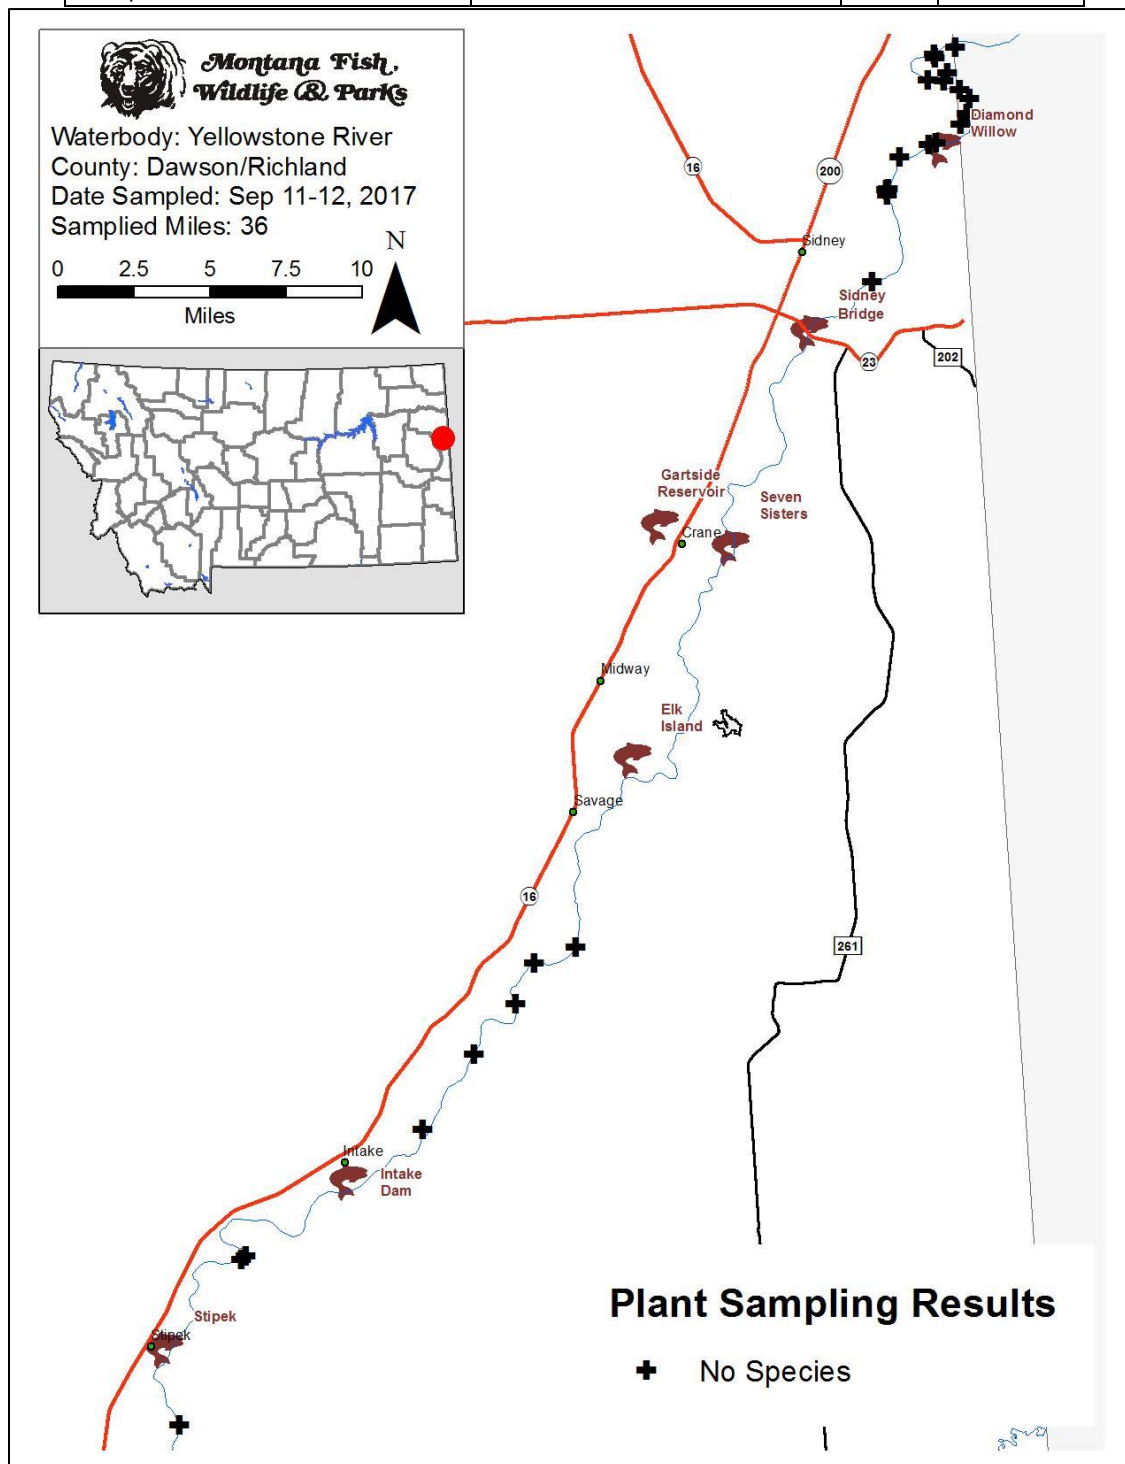 Montana Fish,
Wildlife & Parks
Waterbody: Yellowstone River
County: Dawson/Richland
Date Sampled: Sep 11-12, 2017
Samplied Miles: 36
N
0 2.5 5 7.5 10
Miles
Diamond
Willow
16
200
Sidney
Sidney
Bridge
23
202
Gartside
Reservoir
Seven
Sisters
Crane
Midway
Elk
Island
Savage
16
261
Intake
Intake
Dam
Stipek
Stipek
Plant Sampling Results
No Species